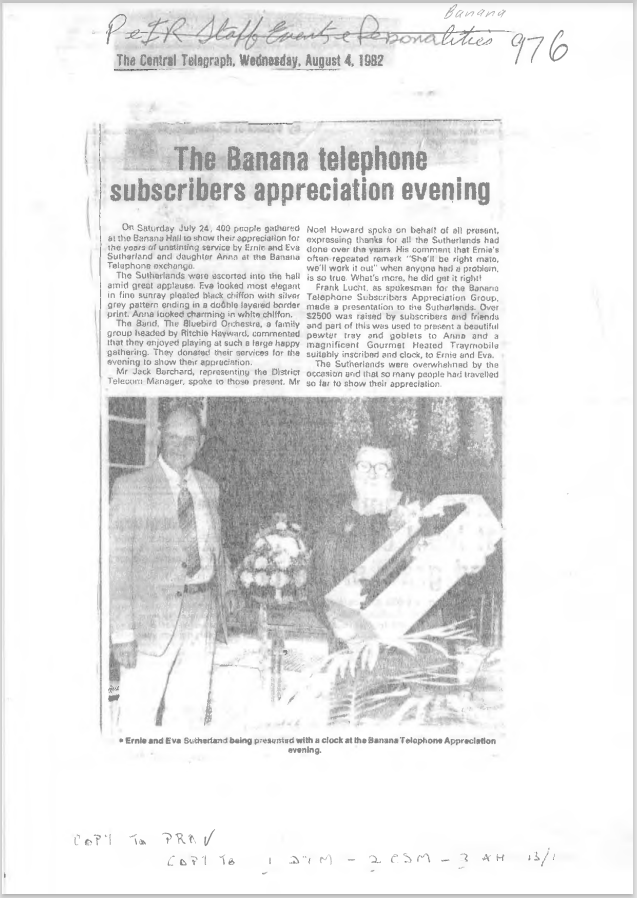 Banana
P & IR Staff Events & Personalities 976
The Central Telegraph, Wednesday, August 4, 1982
The Banana telephone
subscribers appreciation evening
On Saturday July 24, 400 people gathered
at the Banana Hall to show their appreciation for
the years of unstinting service by Ernie and Eva
Sutherland and daughter Anna at the Banana
Telephone exchange.
The Sutherlands were escorted into the hall
amid great applause. Eva looked most elegant
in fine sunray pleated black chiffon with silver
grey pattern ending in a double layered border
print. Anna looked charming in white chiffon.
The Band, The Bluebird Orchestra, a family
group headed by Ritchie Hayward, commented
that they enjoyed playing at such a large happy
gathering. They donated their services for the
evening to show their appreciation.
Mr Jack Borchard, representing the District
Telecom Manager, spoke to those present. Mr
Noel Howard spoke on behalf of all present,
expressing thanks for all the Sutherlands had
done over the years. His comment that Ernie's
often repeated remark "She'll be right mate,
we'll work it out" when anyone had a problem,
is so true. What's more, he did get it right!
Frank Lucht, as spokesman for the Banana
Telephone Subscribers Appreciation Group,
made a presentation to the Sutherlands. Over
$2500 was raised by subscribers and friends
and part of this was used to present a beautiful
pewter tray and goblets to Anna and a
magnificent Gourmet Heated Traymobile
suitably inscribed and clock, to Ernie and Eva.
The Sutherlands were overwhelmed by the
occasion and that so many people had travelled
so far to show their appreciation.
• Ernie and Eva Sutherland being presented with a clock at the Banana Telephone Appreciation
evening.
COPY TO PRM
COPY TO 1 - 2 PSM - 3 AH 13/1